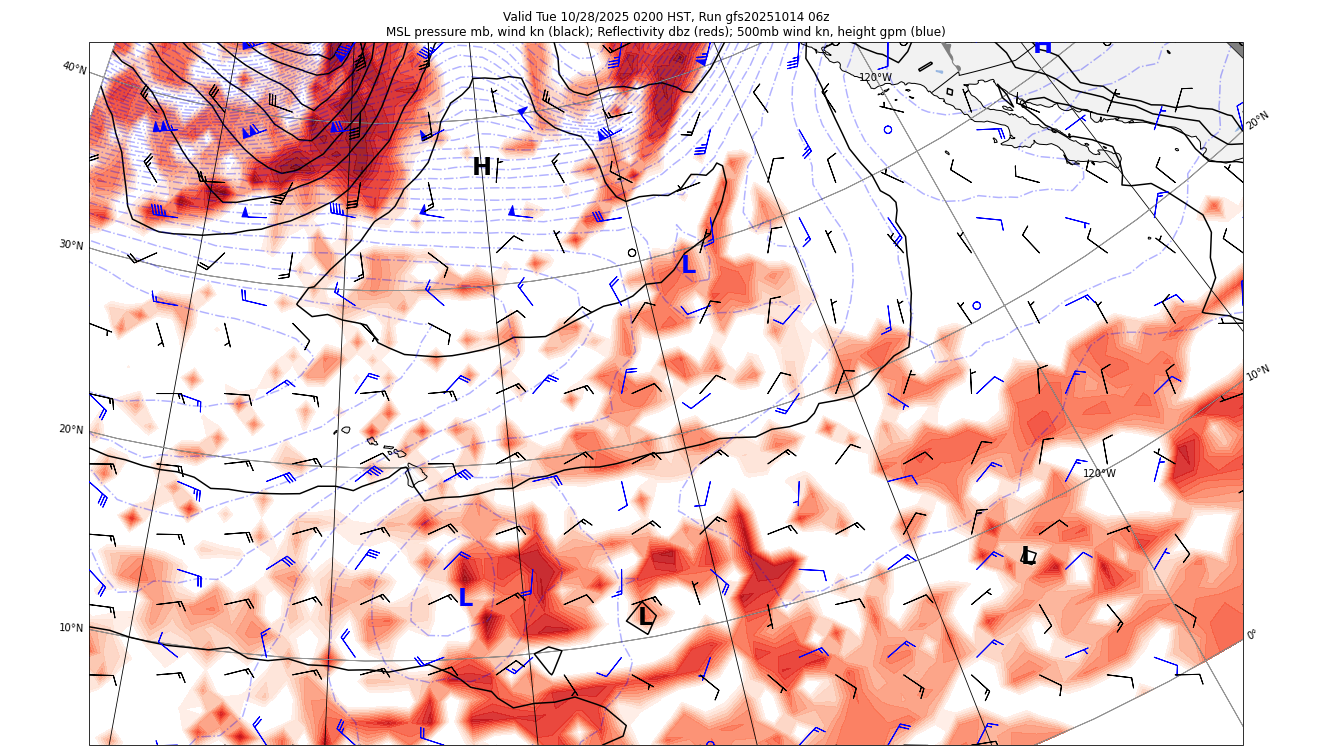 Valid Tue 10/28/2025 0200 HST, Run gfs20251014 06z
MSL pressure mb, wind kn (black); Reflectivity dbz (reds); 500mb wind kn, height gpm (blue)
H
40°N
120°W
20°N
H
30°N
L
10°N
20°N
120°W
L
L
L
10°N
0°